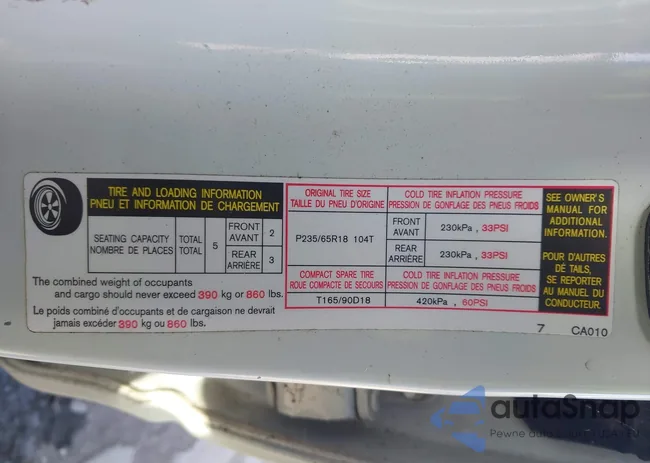 TIRE AND LOADING INFORMATION
PNEU ET INFORMATION DE CHARGEMENT
SEATING CAPACITY
NOMBRE DE PLACES
TOTAL
TOTAL
5
FRONT
AVANT
2
REAR
ARRIÈRE
3
The combined weight of occupants
and cargo should never exceed 390 kg or 860 lbs.
Le poids combiné d'occupants et de cargaison ne devrait
jamais excéder 390 kg ou 860 lbs.
ORIGINAL TIRE SIZE
TAILLE DU PNEU D'ORIGINE
COLD TIRE INFLATION PRESSURE
PRESSION DE GONFLAGE DES PNEUS FROIDS
P235/65R18 104T
FRONT
AVANT
230kPa , 33PSI
REAR
ARRIÈRE
230kPa , 33PSI
COMPACT SPARE TIRE
ROUE COMPACTE DE SECOURS
COLD TIRE INFLATION PRESSURE
PRESSION DE GONFLAGE DES PNEUS FROIDS
T165/90D18
420kPa , 60PSI
SEE OWNER'S
MANUAL FOR
ADDITIONAL
INFORMATION.
POUR D'AUTRES
DÉTAILS,
SE REPORTER
AU MANUEL DU
CONDUCTEUR.
7 CA010
autoSnap
Pewne auto